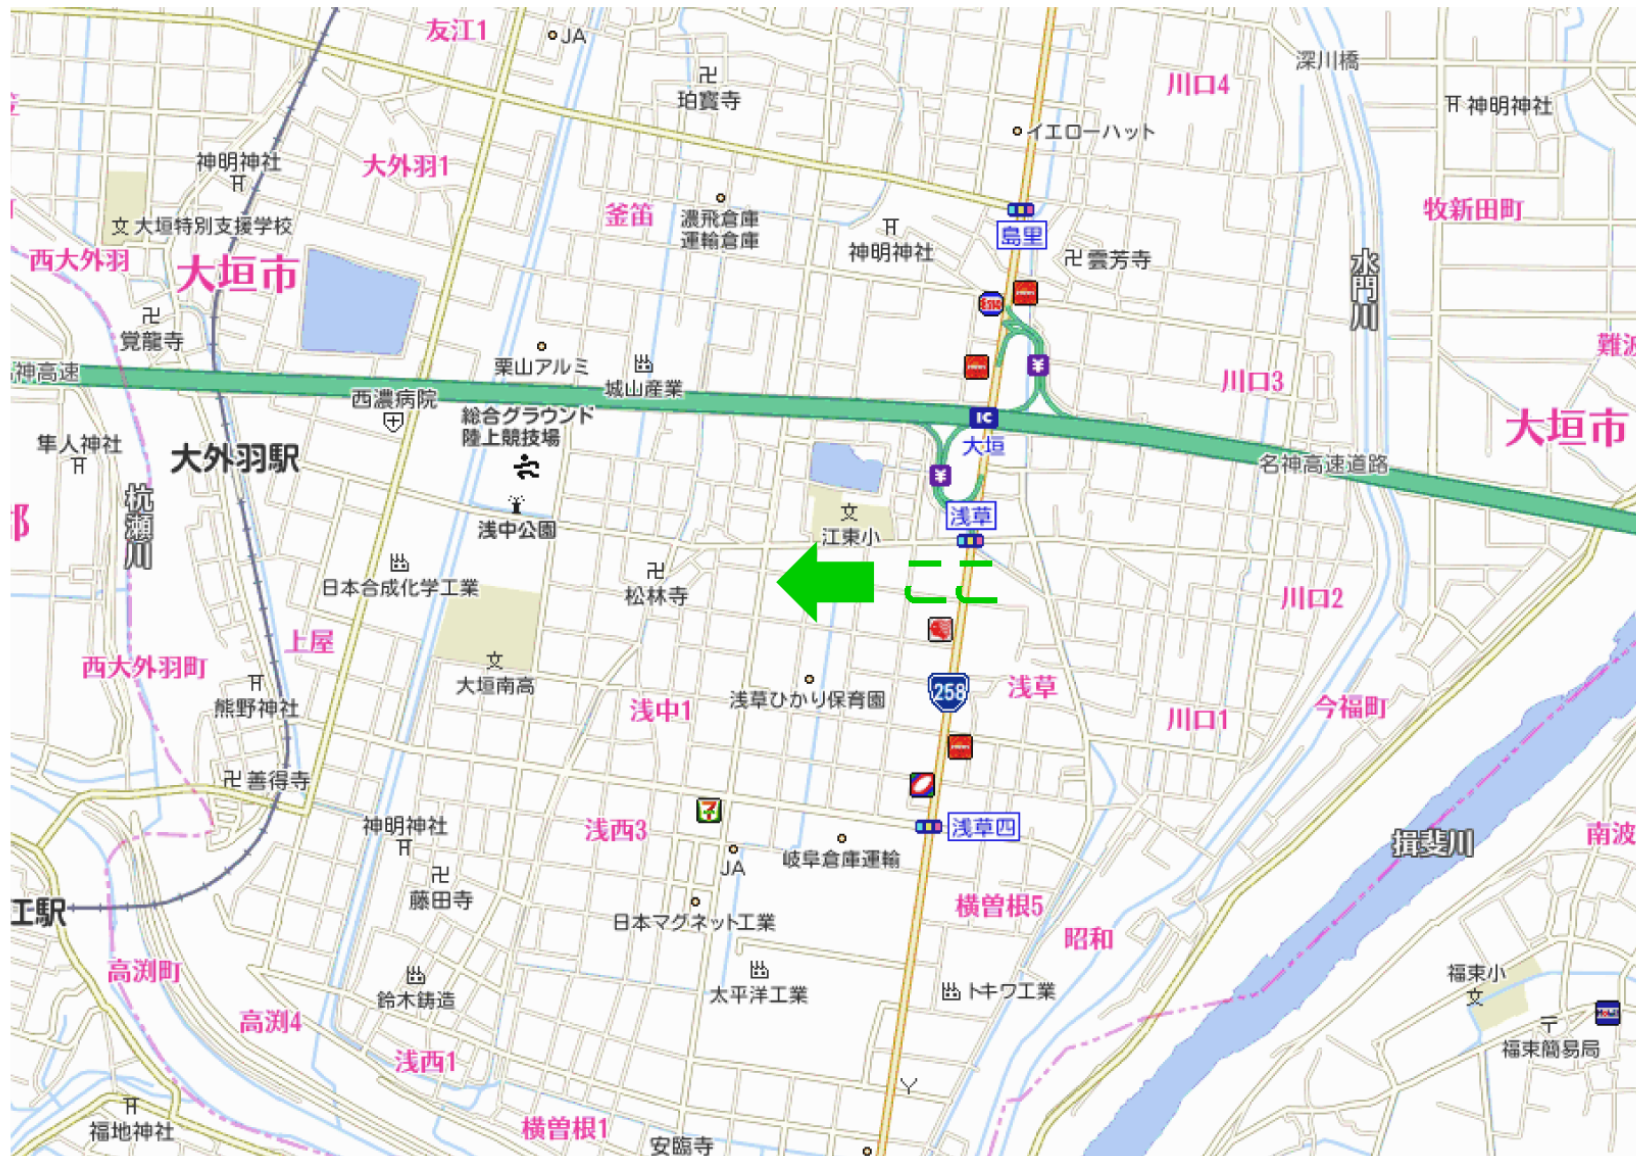 友江1
JA
深川橋
珀寶寺
川口4
神明神社
イエローハット
神明神社
大外羽1
大垣特別支援学校
釜笛
濃飛倉庫
運輸倉庫
牧新田町
島里
神明神社
雲芳寺
西大外羽
大垣市
水門川
覚龍寺
栗山アルミ
城山産業
神高速
川口3
西濃病院
総合グラウンド
陸上競技場
IC
大垣
大垣市
隼人神社
大外羽駅
名神高速道路
杭瀬川
浅中公園
文
江東小
浅草
日本合成化学工業
松林寺
川口2
上屋
西大外羽町
文
大垣南高
熊野神社
浅中1
浅草ひかり保育園
258
浅草
川口1
今福町
善得寺
7
神明神社
浅西3
浅草四
JA
岐阜倉庫運輸
揖斐川
南波
藤田寺
江駅
日本マグネット工業
横曽根5
昭和
高渕町
鈴木鋳造
太平洋工業
トキワ工業
福束小
文
高渕4
福束簡易局
浅西1
福地神社
横曽根1
安臨寺